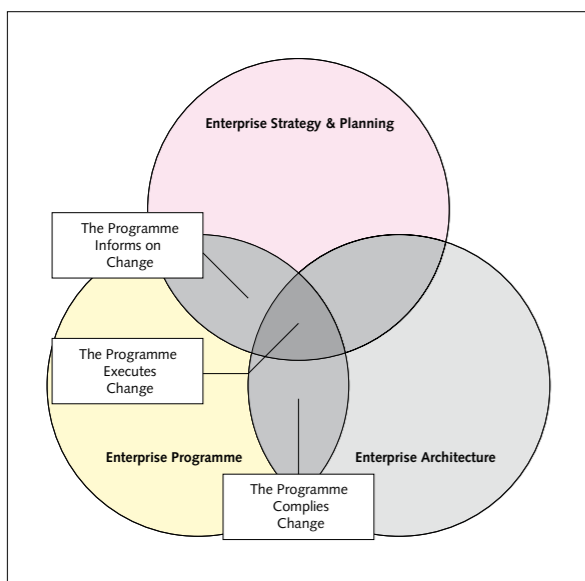 Enterprise Strategy & Planning
The Programme
Informs on
Change
The Programme
Executes
Change
Enterprise Programme
Enterprise Architecture
The Programme
Complies
Change